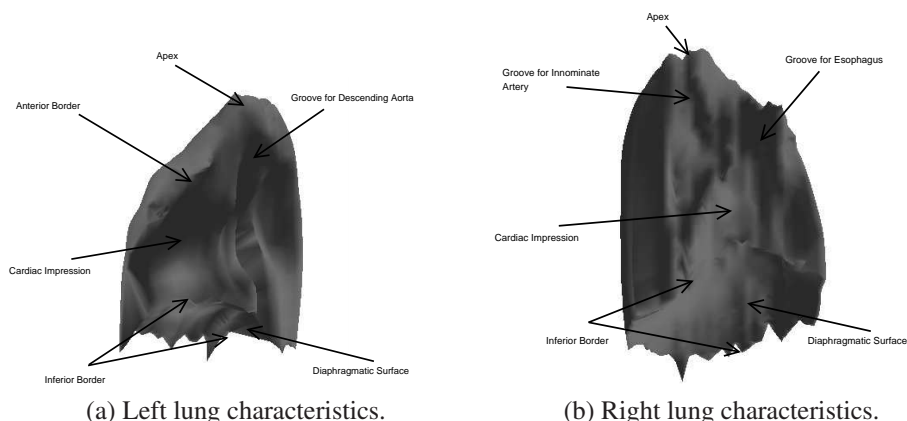 Apex
Groove for Descending Aorta
Anterior Border
Cardiac Impression
Inferior Border
Diaphragmatic Surface
(a) Left lung characteristics.
Apex
Groove for Esophagus
Groove for Innominate
Artery
Cardiac Impression
Inferior Border
Diaphragmatic Surface
(b) Right lung characteristics.